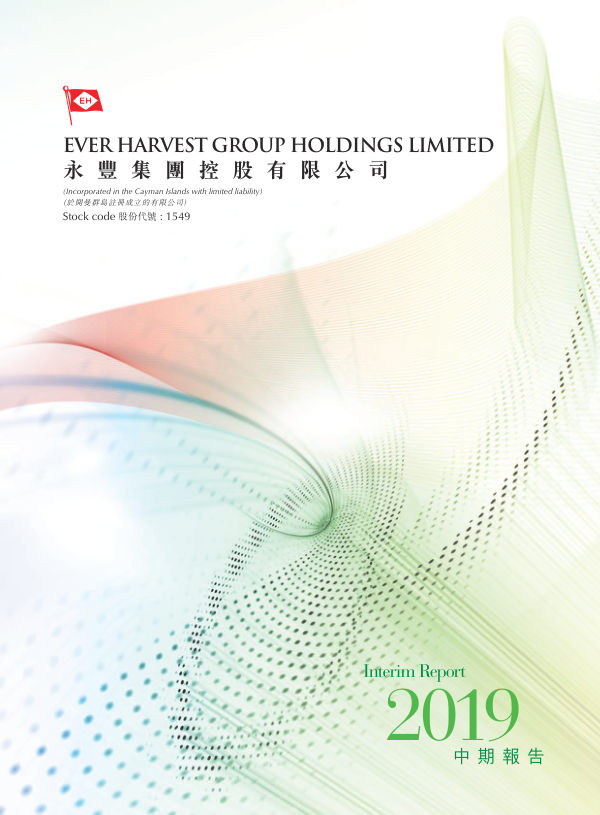 EH
EVER HARVEST GROUP HOLDINGS LIMITED
永豐集團控股有限公司
(Incorporated in the Cayman Islands with limited liability)
(於開曼群島註冊成立的有限公司)
Stock code 股份代號 : 1549
Interim Report
2019
中期報告